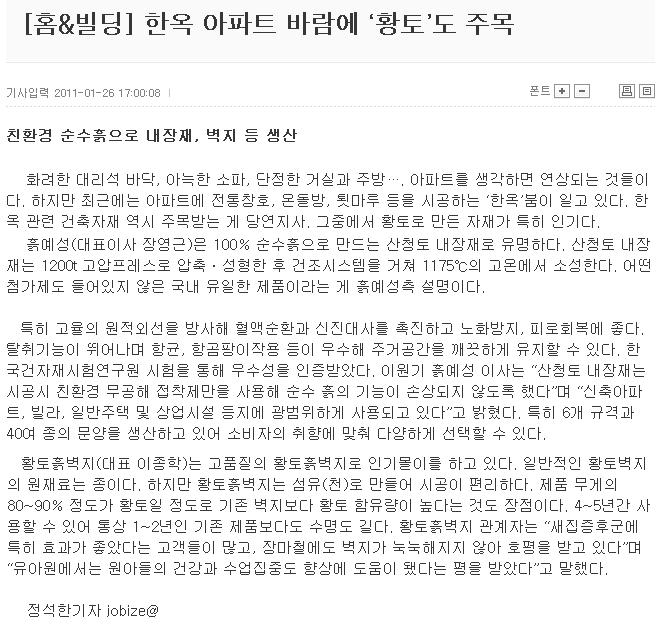 [홈&빌딩] 한옥 아파트 바람에 ‘황토’도 주목
기사입력 2011-01-26 17:00:08
폰트
친환경 순수흙으로 내장재, 벽지 등 생산
화려한 대리석 바닥, 아늑한 소파, 단정한 거실과 주방…. 아파트를 생각하면 연상되는 것들이
다. 하지만 최근에는 아파트에 전통창호, 온돌방, 툇마루 등을 시공하는 ‘한옥’붐이 일고 있다. 한
옥 관련 건축자재 역시 주목받는 게 당연지사. 그중에서 황토로 만든 자재가 특히 인기다.
흙예성(대표이사 장영근)은 100% 순수흙으로 만드는 산청토 내장재로 유명하다. 산청토 내장
재는 1200t 고압프레스로 압축·성형한 후 건조시스템을 거쳐 1175℃의 고온에서 소성한다. 어떤
첨가제도 들어있지 않은 국내 유일한 제품이라는 게 흙예성측 설명이다.
특히 고율의 원적외선을 방사해 혈액순환과 신진대사를 촉진하고 노화방지, 피로회복에 좋다.
탈취기능이 뛰어나며 항균, 항곰팡이작용 등이 우수해 주거공간을 깨끗하게 유지할 수 있다. 한
국건자재시험연구원 시험을 통해 우수성을 인증받았다. 이원기 흙예성 이사는 “산청토 내장재는
시공시 친환경 무공해 접착제만을 사용해 순수 흙의 기능이 손상되지 않도록 했다”며 “신축아파
트, 빌라, 일반주택 및 상업시설 등지에 광범위하게 사용되고 있다”고 밝혔다. 특히 6개 규격과
40여 종의 문양을 생산하고 있어 소비자의 취향에 맞춰 다양하게 선택할 수 있다.
황토흙벽지(대표 이종학)는 고품질의 황토흙벽지로 인기몰이를 하고 있다. 일반적인 황토벽지
의 원재료는 종이다. 하지만 황토흙벽지는 섬유(천)로 만들어 시공이 편리하다. 제품 무게의
80~90% 정도가 황토일 정도로 기존 벽지보다 황토 함유량이 높다는 것도 장점이다. 4~5년간 사
용할 수 있어 통상 1~2년인 기존 제품보다도 수명도 길다. 황토흙벽지 관계자는 “새집증후군에
특히 효과가 좋았다는 고객들이 많고, 장마철에도 벽지가 눅눅해지지 않아 호평을 받고 있다”며
“유아원에서는 원아들의 건강과 수업집중도 향상에 도움이 됐다는 평을 받았다”고 말했다.
정석한기자 jobize@